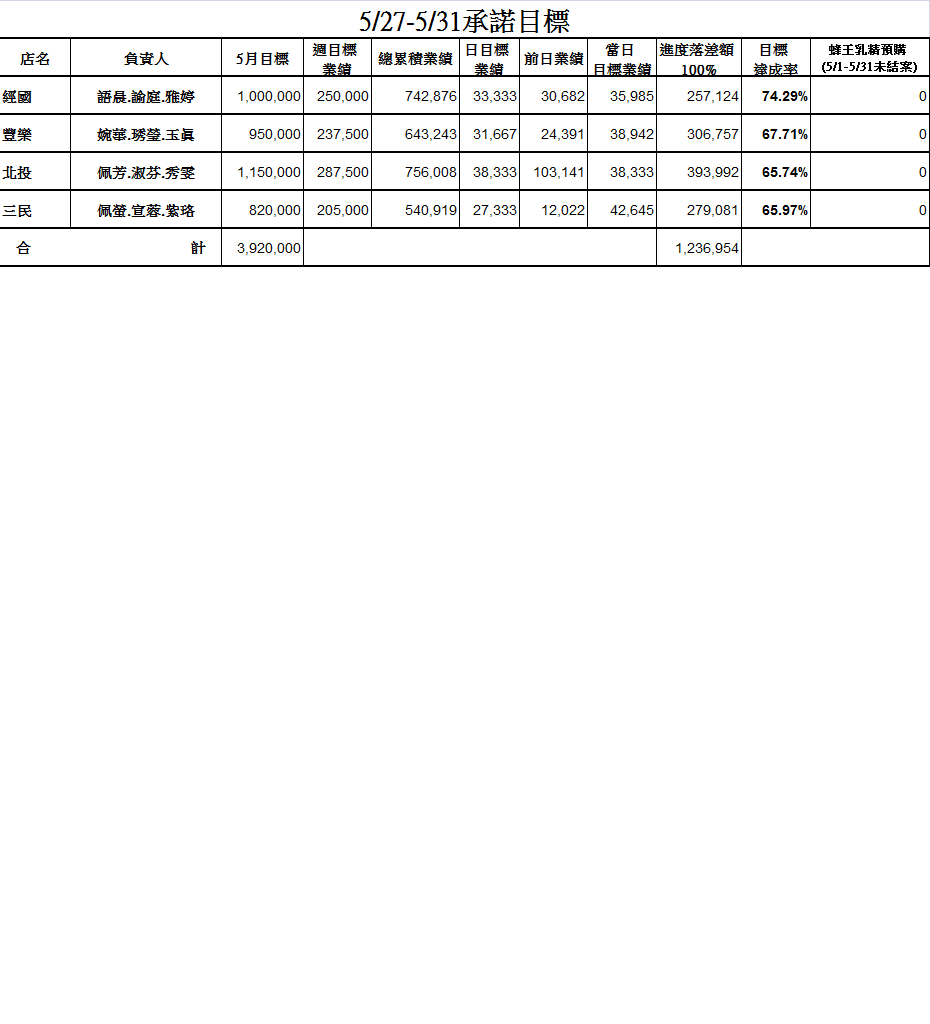 5/27-5/31承諾目標
店名 負責人 5月目標 週目標業績 總累積業績 日目標業績 前日業績 當日目標業績 進度落差額100% 目標達成率 蜂王乳精預購(5/1-5/31未結案)
經國 語晨.諭庭.雅婷 1,000,000 250,000 742,876 33,333 30,682 35,985 257,124 74.29% 0
豐樂 婉華.琇瑩.玉眞 950,000 237,500 643,243 31,667 24,391 38,942 306,757 67.71% 0
北投 佩芳.淑芬.秀雯 1,150,000 287,500 756,008 38,333 103,141 38,333 393,992 65.74% 0
三民 佩螢.宣蓉.紫珞 820,000 205,000 540,919 27,333 12,022 42,645 279,081 65.97% 0
合 計 3,920,000 1,236,954